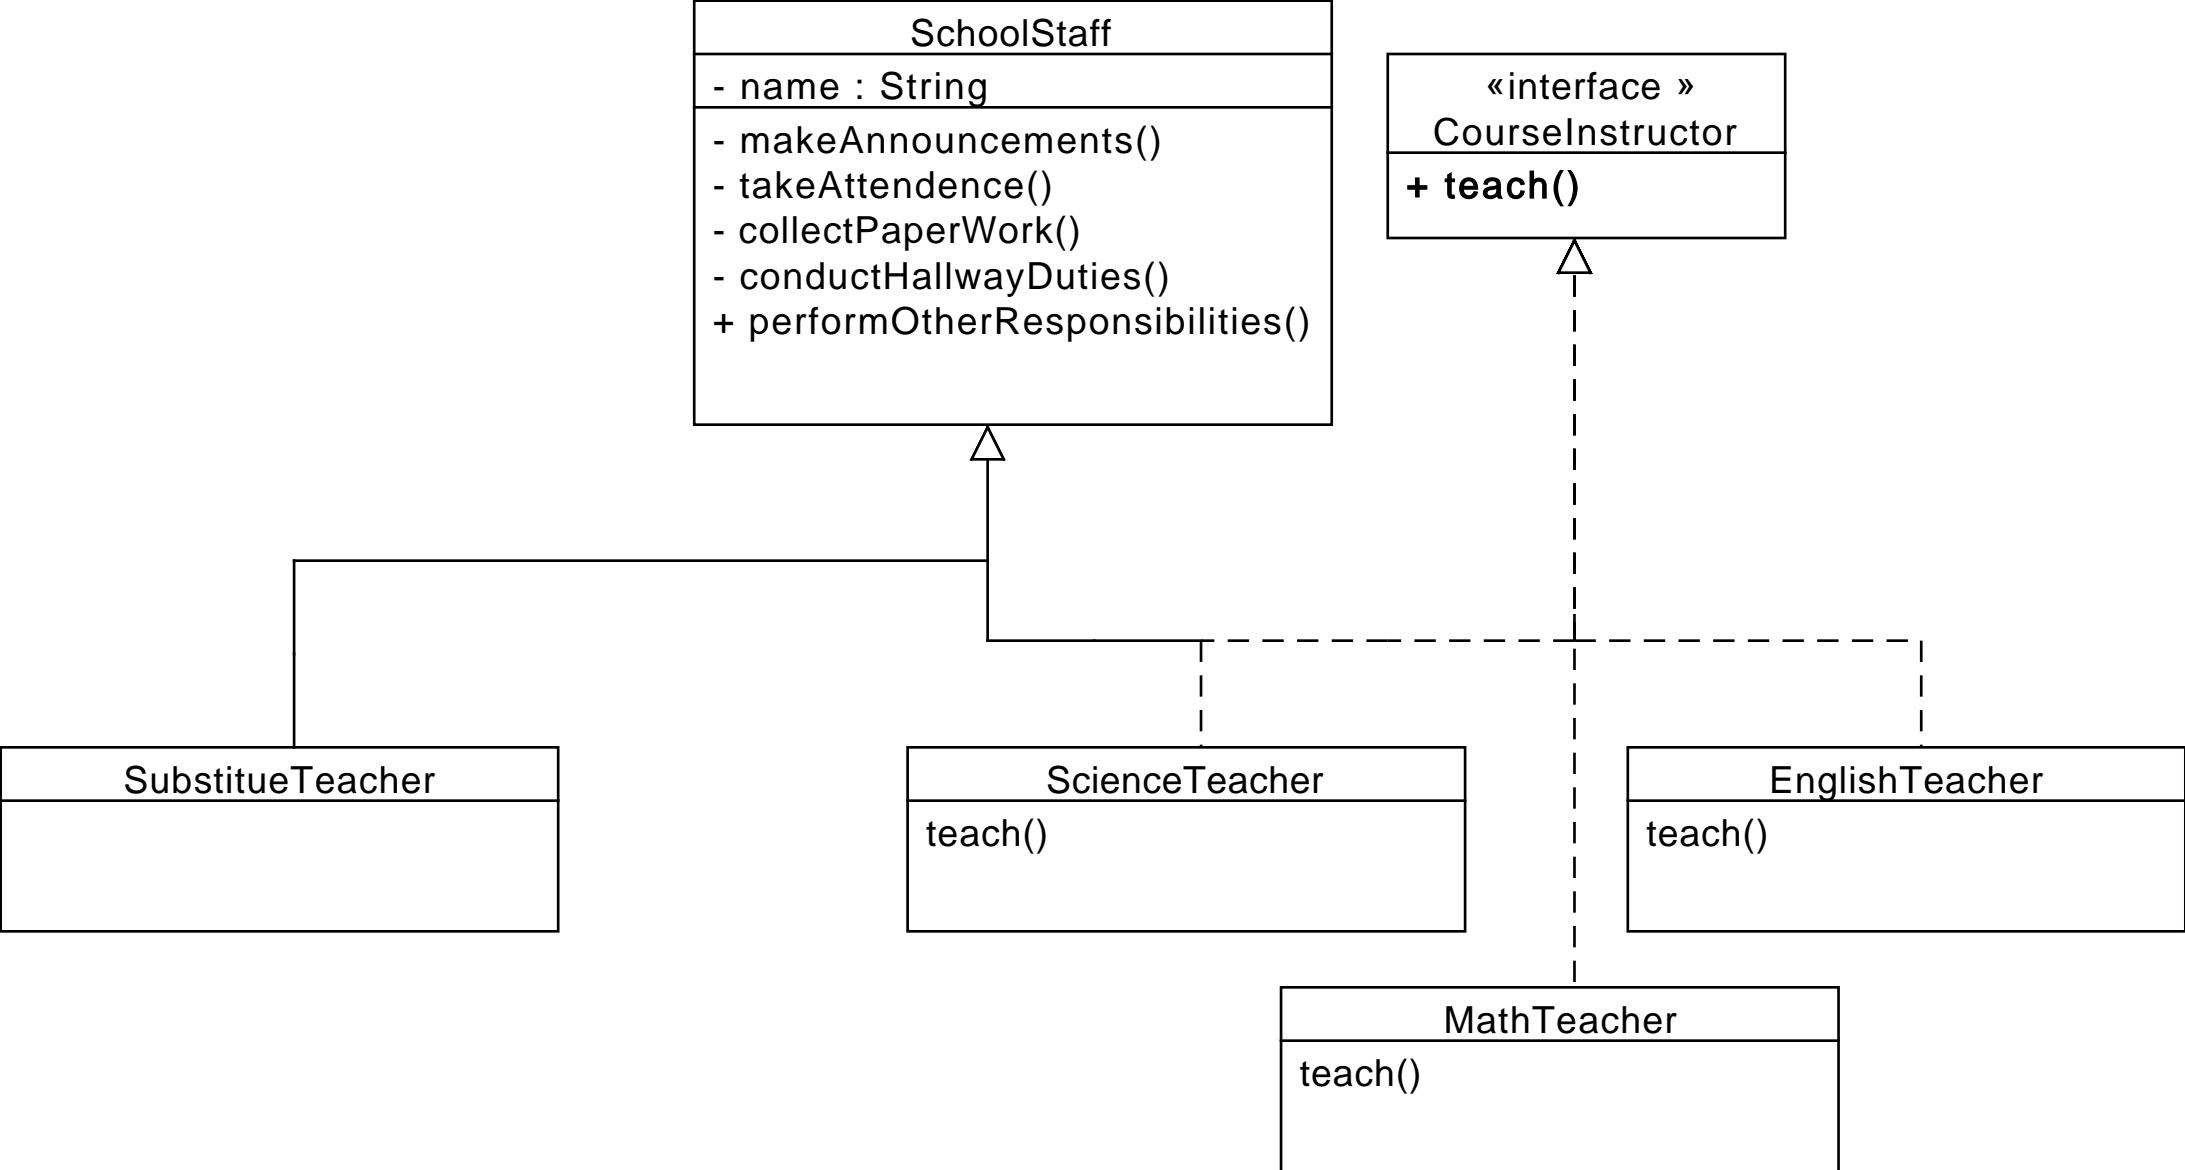 SchoolStaff
- name : String
- makeAnnouncements()
- takeAttendence()
- collectPaperWork()
- conductHallwayDuties()
+ performOtherResponsibilities()
«interface »
CourseInstructor
+ teach()
SubstitueTeacher
ScienceTeacher
teach()
EnglishTeacher
teach()
MathTeacher
teach()